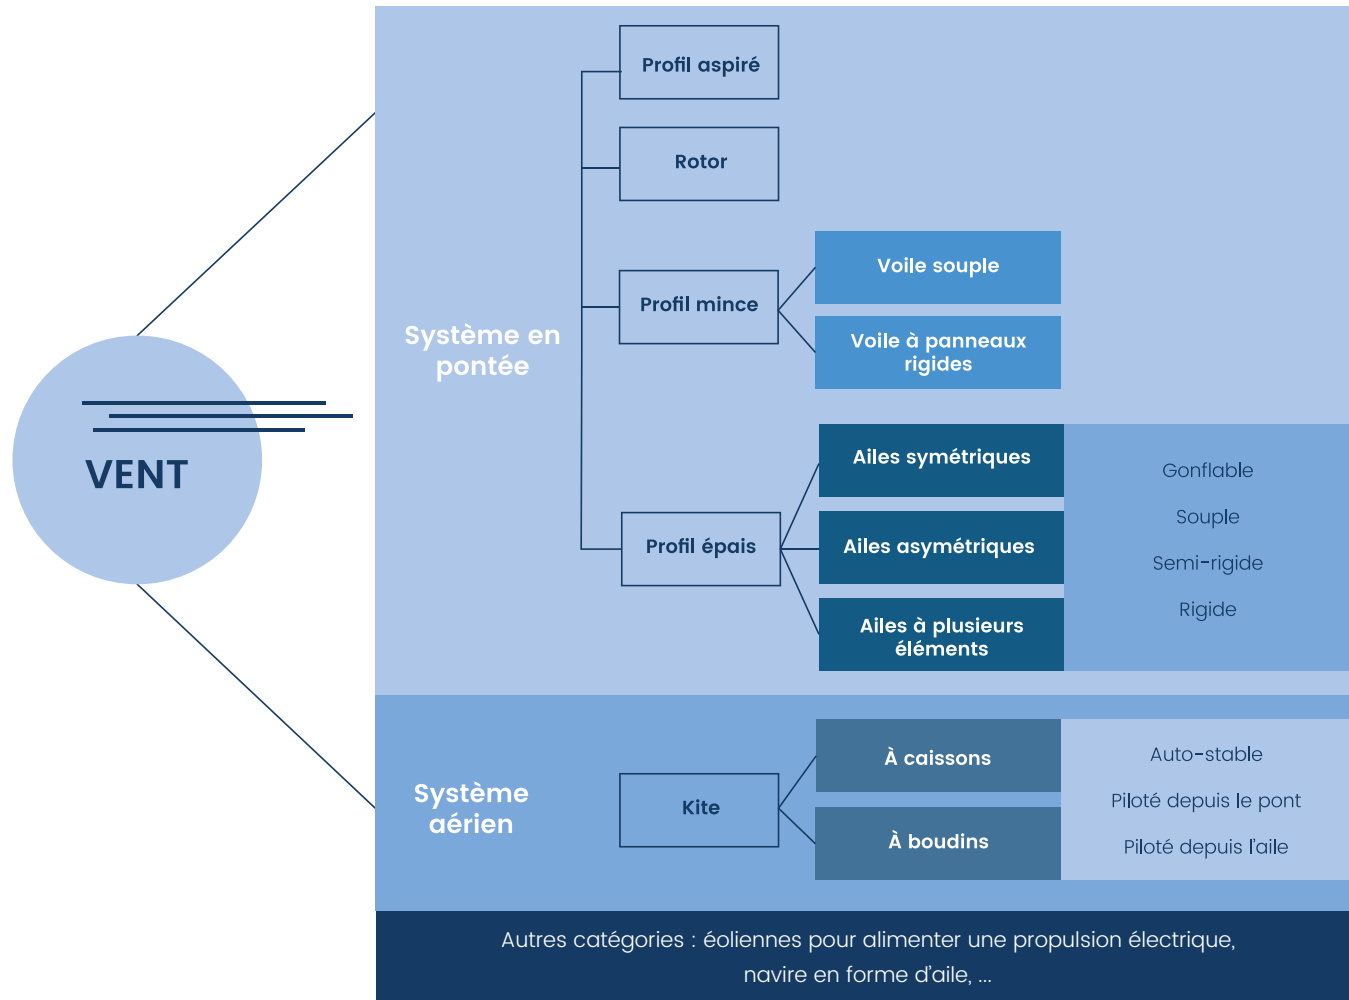 VENT
Système en
pontée
Profil aspiré
Rotor
Profil mince
Voile souple
Voile à panneaux
rigides
Profil épais
Ailes symétriques
Ailes asymétriques
Ailes à plusieurs
éléments
Gonflable
Souple
Semi-rigide
Rigide
Système
aérien
Kite
À caissons
À boudins
Auto-stable
Piloté depuis le pont
Piloté depuis l'aile
Autres catégories : éoliennes pour alimenter une propulsion électrique,
navire en forme d'aile, ...